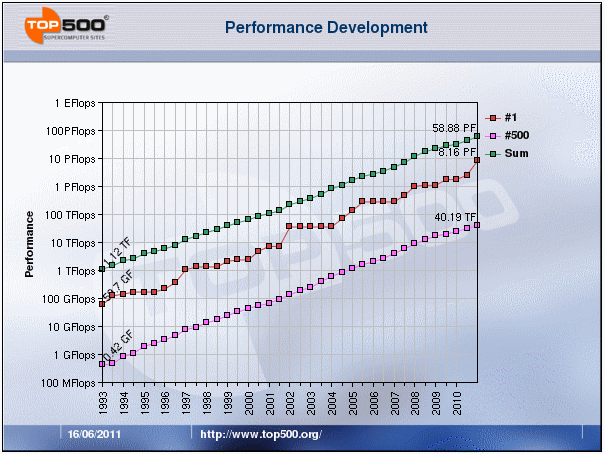 TOP500®
SUPERCOMPUTER SITES
Performance Development
1 EFlops
100PFlops
10 PFlops
1 PFlops
100 TFlops
10 TFlops
1 TFlops
100 GFlops
10 GFlops
1 GFlops
100 MFlops
Performance
58.88 PF
8.16 PF
40.19 TF
1.12 TF
59.7 GF
0.42 GF
#1
#500
Sum
TOP500
1993
1994
1995
1996
1997
1998
1999
2000
2001
2002
2003
2004
2005
2006
2007
2008
2009
2010
16/06/2011
http://www.top500.org/